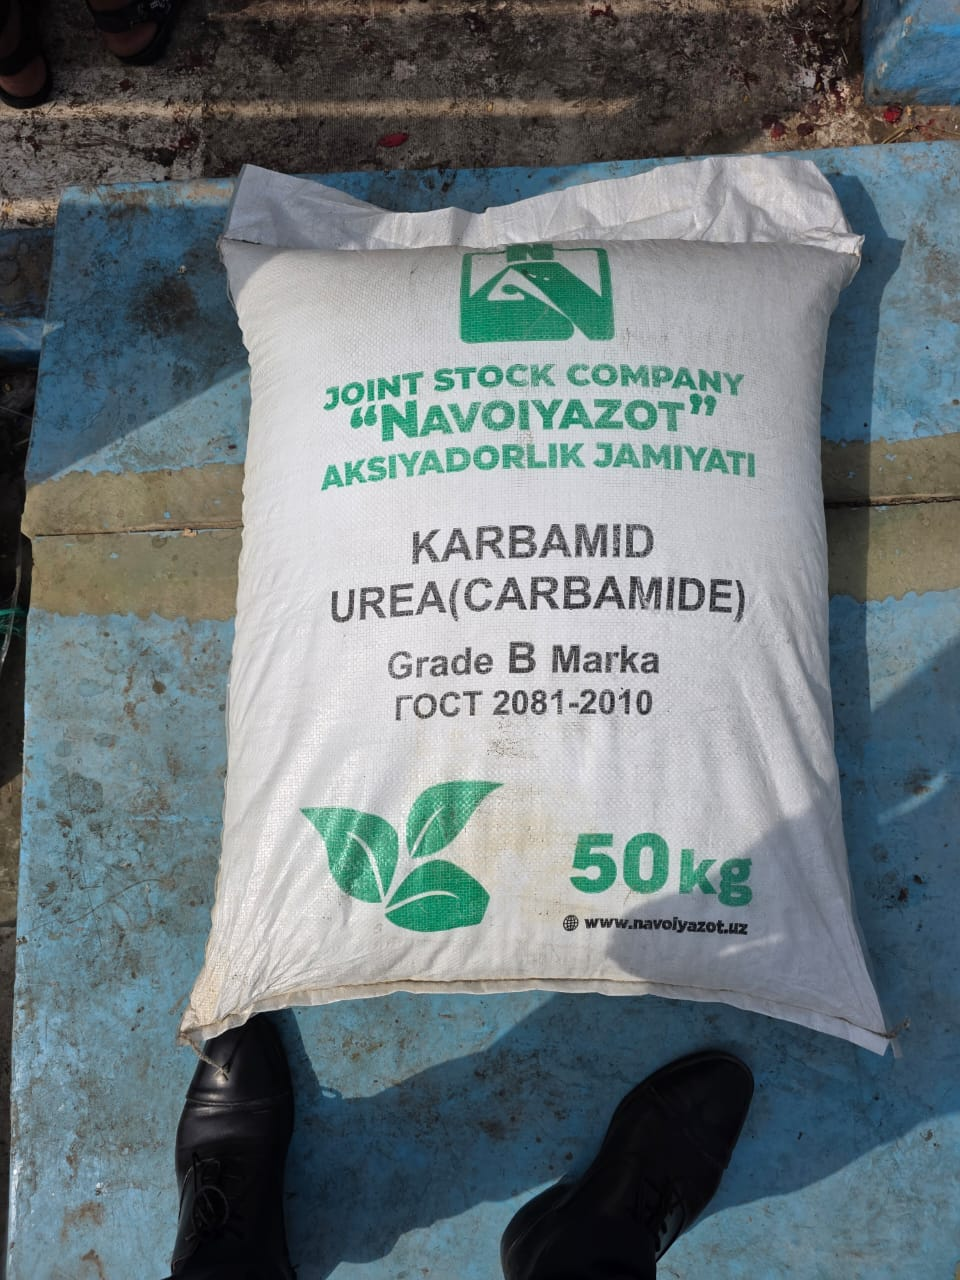 N
JOINT STOCK COMPANY
“NAVOIYAZOT”
AKSIYADORLIK JAMIYATI
KARBAMID
UREA(CARBAMIDE)
Grade B Marka
ГОСТ 2081-2010
50kg
www.navoiyazot.uz